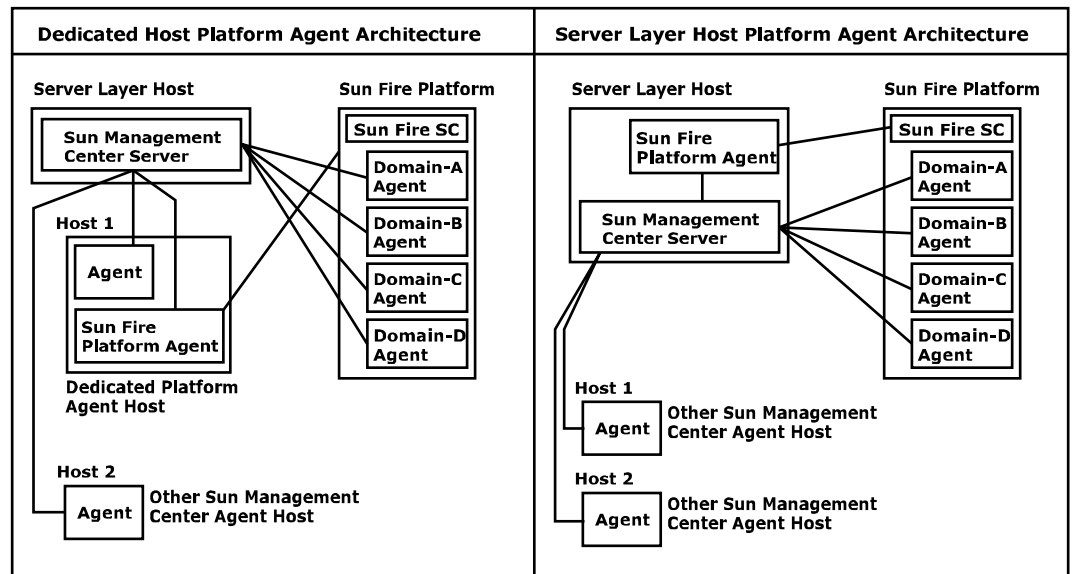 Dedicated Host Platform Agent Architecture
Server Layer Host
Sun Fire Platform
Sun Management
Center Server
Sun Fire SC
Domain-A
Agent
Domain-B
Agent
Domain-C
Agent
Domain-D
Agent
Host 1
Agent
Sun Fire
Platform Agent
Dedicated Platform
Agent Host
Host 2
Agent
Other Sun Management
Center Agent Host
Server Layer Host Platform Agent Architecture
Server Layer Host
Sun Fire Platform
Sun Fire
Platform Agent
Sun Management
Center Server
Sun Fire SC
Domain-A
Agent
Domain-B
Agent
Domain-C
Agent
Domain-D
Agent
Host 1
Agent
Other Sun Management
Center Agent Host
Host 2
Agent
Other Sun Management
Center Agent Host